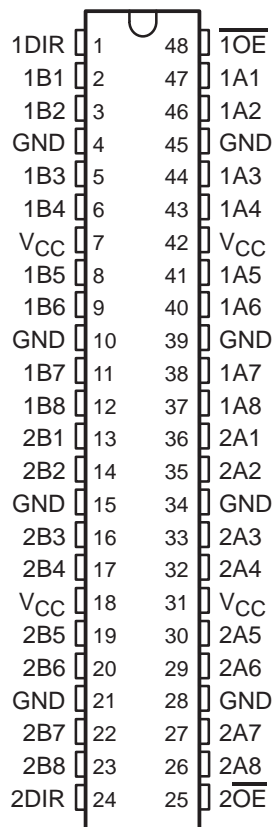 1DIR 1 48 1O̅E̅
1B1 2 47 1A1
1B2 3 46 1A2
GND 4 45 GND
1B3 5 44 1A3
1B4 6 43 1A4
VCC 7 42 VCC
1B5 8 41 1A5
1B6 9 40 1A6
GND 10 39 GND
1B7 11 38 1A7
1B8 12 37 1A8
2B1 13 36 2A1
2B2 14 35 2A2
GND 15 34 GND
2B3 16 33 2A3
2B4 17 32 2A4
VCC 18 31 VCC
2B5 19 30 2A5
2B6 20 29 2A6
GND 21 28 GND
2B7 22 27 2A7
2B8 23 26 2A8
2DIR 24 25 2O̅E̅